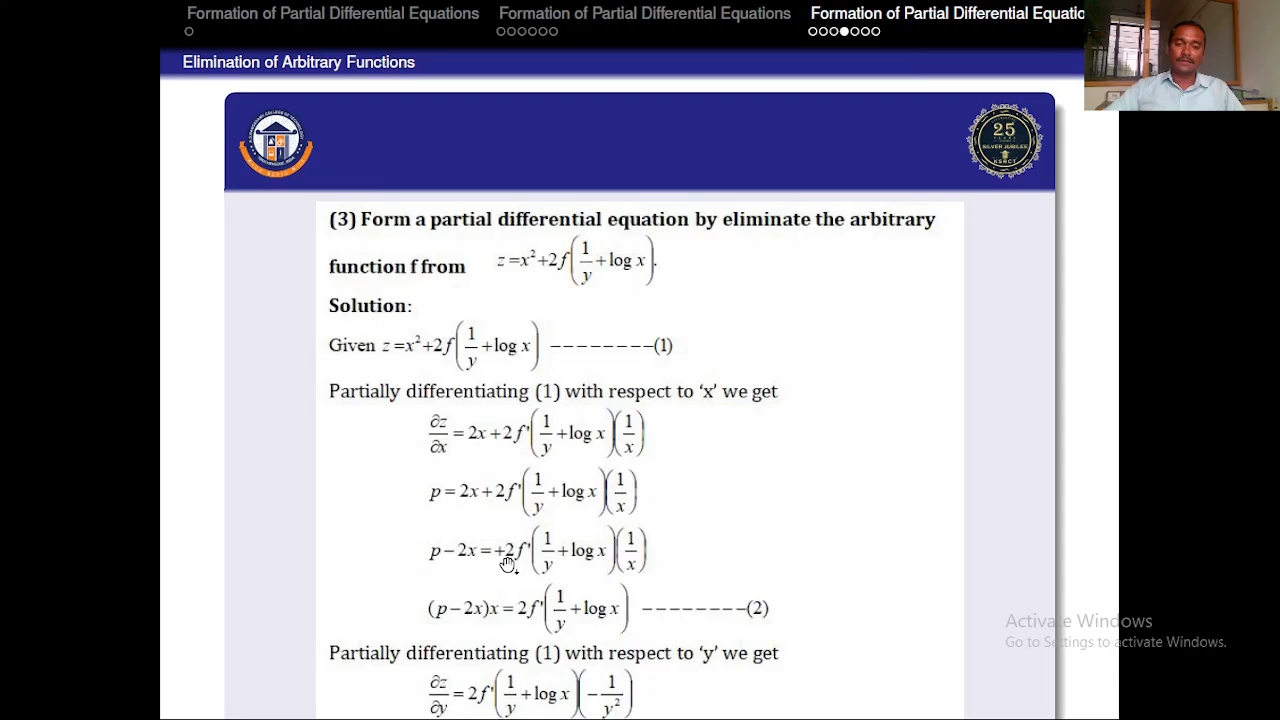 Formation of Partial Differential Equations Formation of Partial Differential Equations Formation of Partial Differential Equatio
Elimination of Arbitrary Functions
25
SILVER JUBILEE
KSRCT
(3) Form a partial differential equation by eliminate the arbitrary
function f from z =x²+2f(1/y + log x).
Solution:
Given z =x²+2f(1/y + log x) --------(1)
Partially differentiating (1) with respect to ‘x’ we get
∂z/∂x = 2x + 2f'(1/y + log x)(1/x)
p = 2x + 2f'(1/y + log x)(1/x)
p − 2x = +2f'(1/y + log x)(1/x)
(p − 2x)x = 2f'(1/y + log x) --------(2)
Partially differentiating (1) with respect to ‘y’ we get
∂z/∂y = 2f'(1/y + log x)(−1/y²)
Activate Windows
Go to Settings to activate Windows.